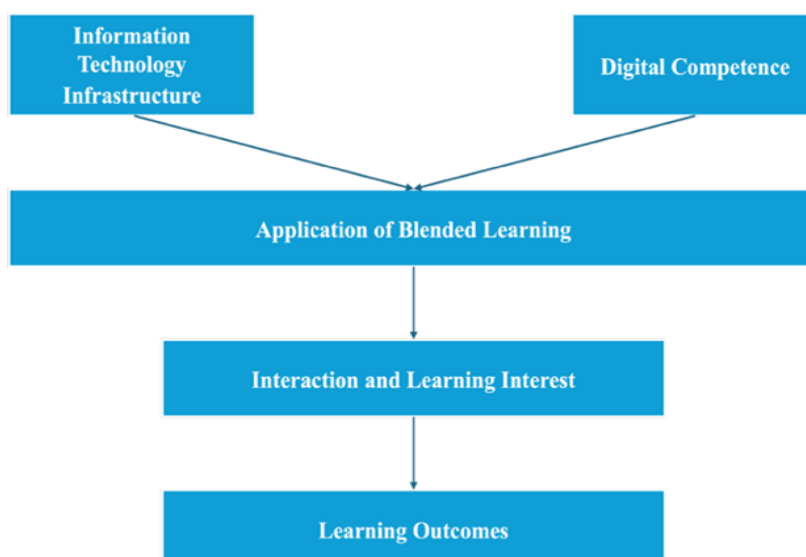 Information
Technology
Infrastructure
Digital Competence
Application of Blended Learning
Interaction and Learning Interest
Learning Outcomes